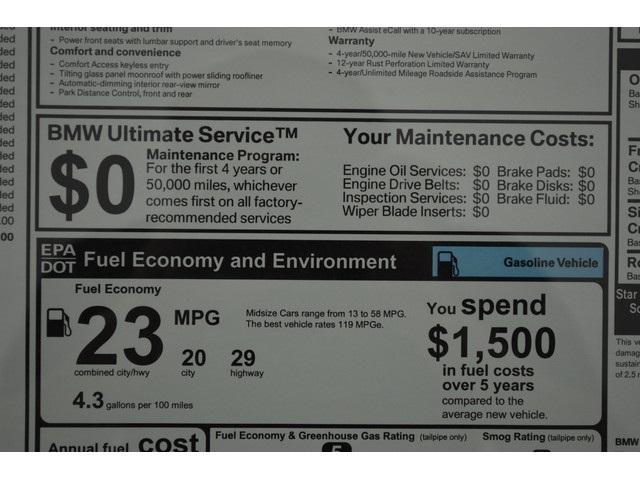 Interior seating and trim
- Power front seats with lumbar support and driver's seat memory
Comfort and convenience
- Comfort Access keyless entry
- Tilting glass panel moonroof with power sliding roofliner
- Automatic-dimming interior rear-view mirror
- Park Distance Control, front and rear
- BMW Assist eCall with a 10-year subscription
Warranty
- 4-year/50,000-mile New Vehicle/SAV Limited Warranty
- 12-year Rust Perforation Limited Warranty
- 4-year/Unlimited Mileage Roadside Assistance Program
BMW Ultimate Service™
$0
Maintenance Program:
For the first 4 years or
50,000 miles, whichever
comes first on all factory-
recommended services
Your Maintenance Costs:
Engine Oil Services: $0 Brake Pads: $0
Engine Drive Belts: $0 Brake Disks: $0
Inspection Services: $0 Brake Fluid: $0
Wiper Blade Inserts: $0
EPA
DOT
Fuel Economy and Environment
Gasoline Vehicle
Fuel Economy
23 MPG
combined city/hwy
20
city
29
highway
4.3 gallons per 100 miles
Midsize Cars range from 13 to 58 MPG.
The best vehicle rates 119 MPGe.
You spend
$1,500
in fuel costs
over 5 years
compared to the
average new vehicle.
Annual fuel cost
Fuel Economy & Greenhouse Gas Rating (tailpipe only)
Smog Rating (tailpipe only)
Star
This
of 2.5
BMW